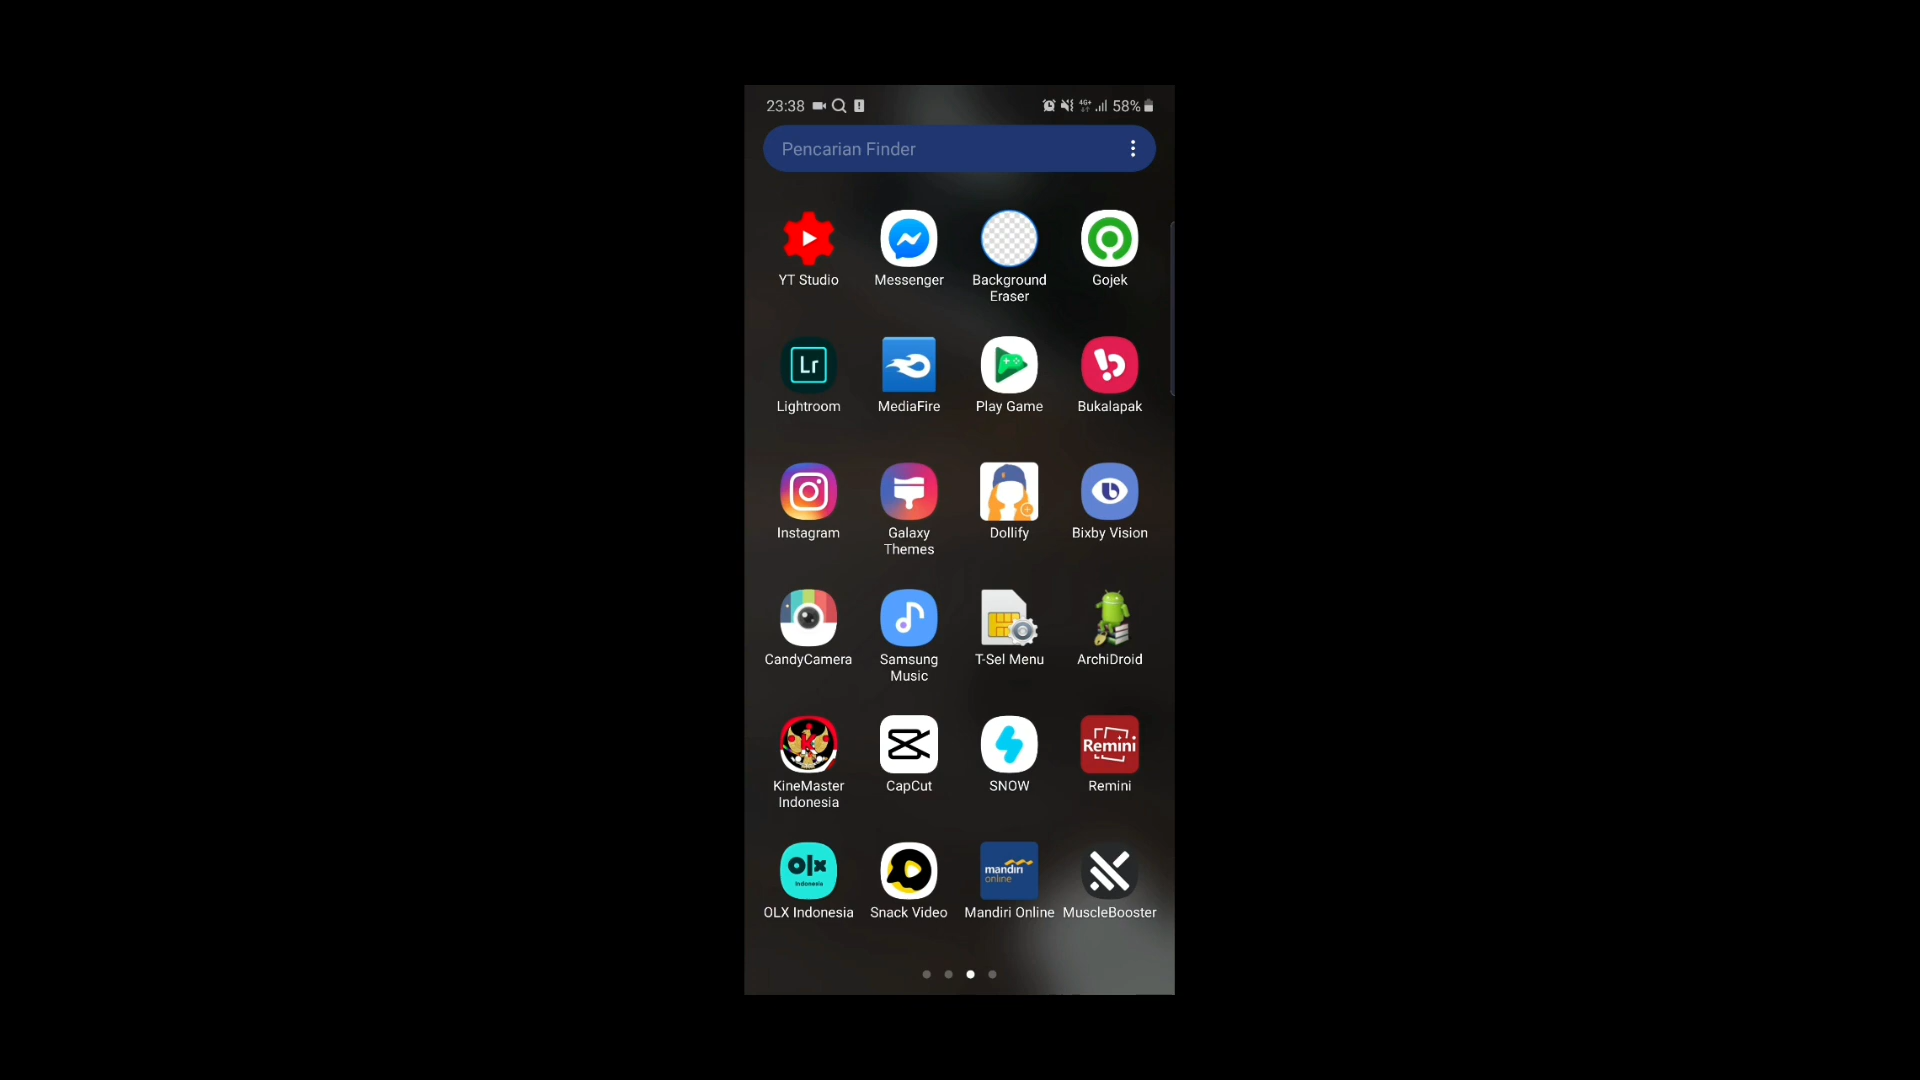 23:38 4G+ 58%
Pencarian Finder
YT Studio Messenger Background Eraser Gojek
Lr
Lightroom MediaFire Play Game Bukalapak
Instagram Galaxy Themes Dollify Bixby Vision
CandyCamera Samsung Music T-Sel Menu ArchiDroid
K Remini
KineMaster Indonesia CapCut SNOW Remini
olx Indonesia mandiri online
OLX Indonesia Snack Video Mandiri Online MuscleBooster